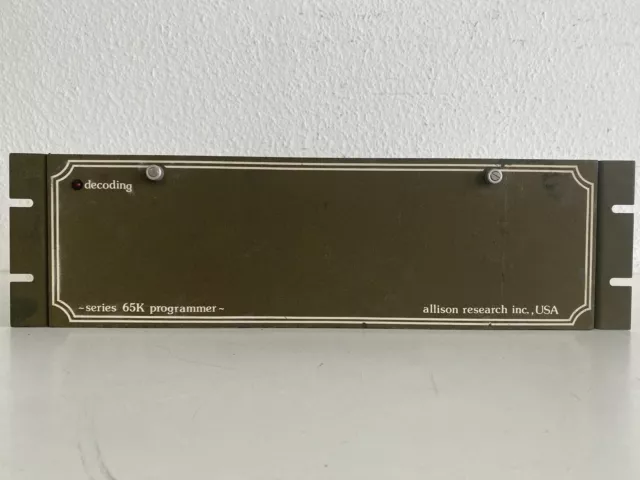 decoding
~series 65K programmer~
allison research inc., USA